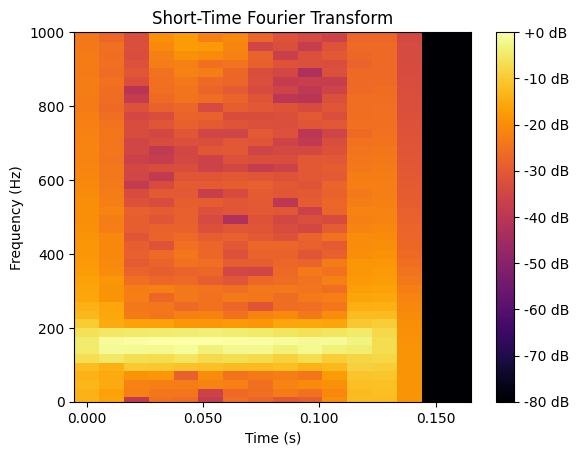 Short-Time Fourier Transform
1000
800
600
400
200
0
Frequency (Hz)
0.000
0.050
0.100
0.150
Time (s)
+0 dB
-10 dB
-20 dB
-30 dB
-40 dB
-50 dB
-60 dB
-70 dB
-80 dB